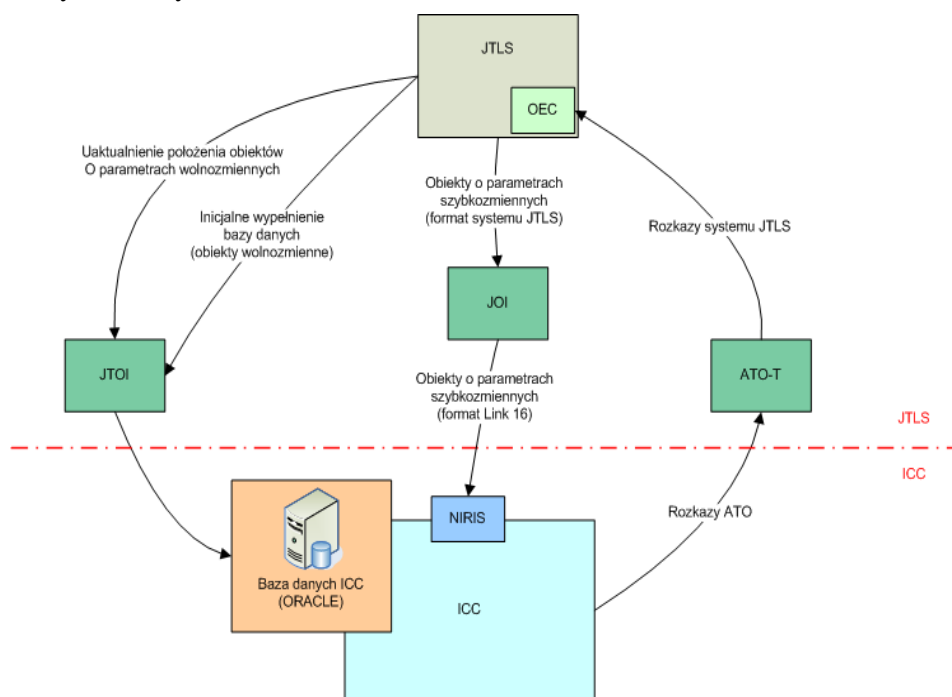 JTLS
OEC
Uaktualnienie położenia obiektów
O parametrach wolnozmiennych
Inicjalne wypełnienie
bazy danych
(obiekty wolnozmienne)
Obiekty o parametrach
szybkozmiennych
(format systemu JTLS)
Rozkazy systemu JTLS
JOI
JTOI
ATO-T
Obiekty o parametrach
szybkozmiennych
(format Link 16)
JTLS
ICC
NIRIS
Rozkazy ATO
Baza danych ICC
(ORACLE)
ICC